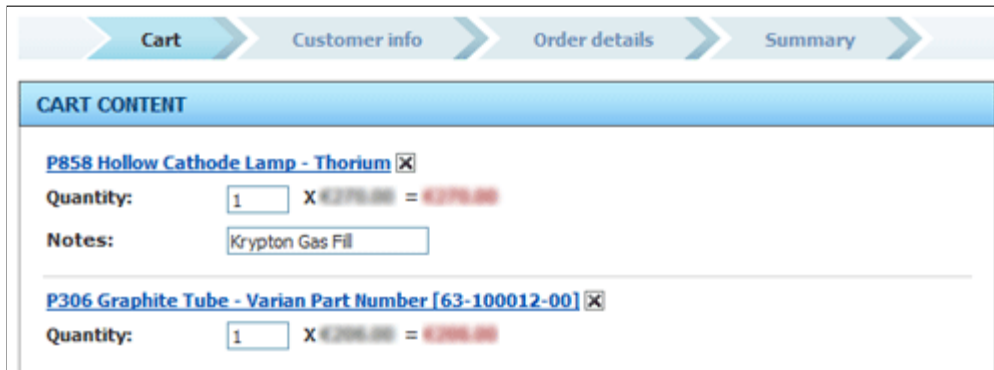 Cart Customer info Order details Summary
CART CONTENT
P858 Hollow Cathode Lamp - Thorium
Quantity: 1 X =
Notes: Krypton Gas Fill
P306 Graphite Tube - Varian Part Number [63-100012-00]
Quantity: 1 X =